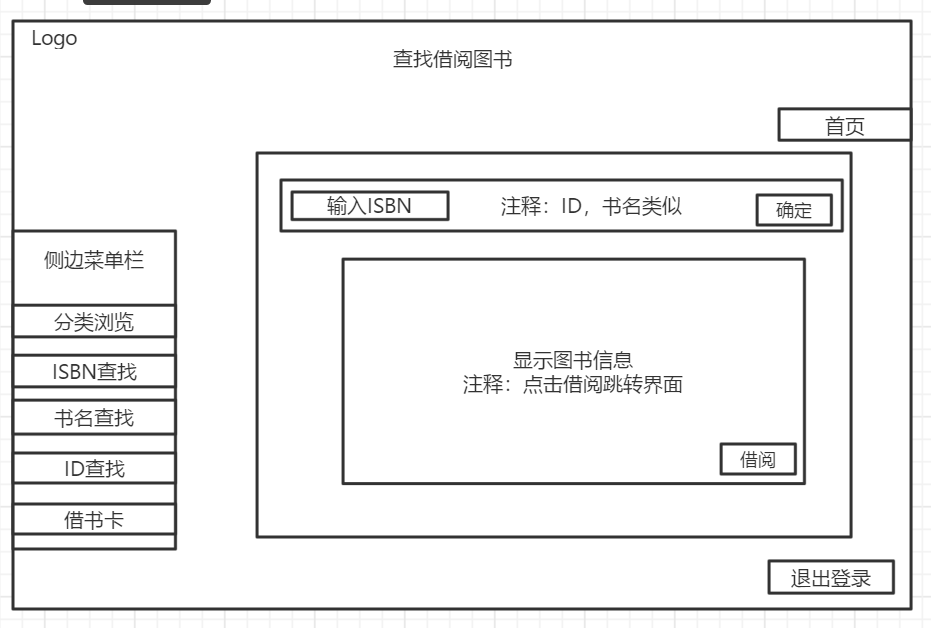 Logo
查找借阅图书
首页
输入ISBN
注释：ID，书名类似
确定
侧边菜单栏
分类浏览
ISBN查找
书名查找
ID查找
借书卡
显示图书信息
注释：点击借阅跳转界面
借阅
退出登录